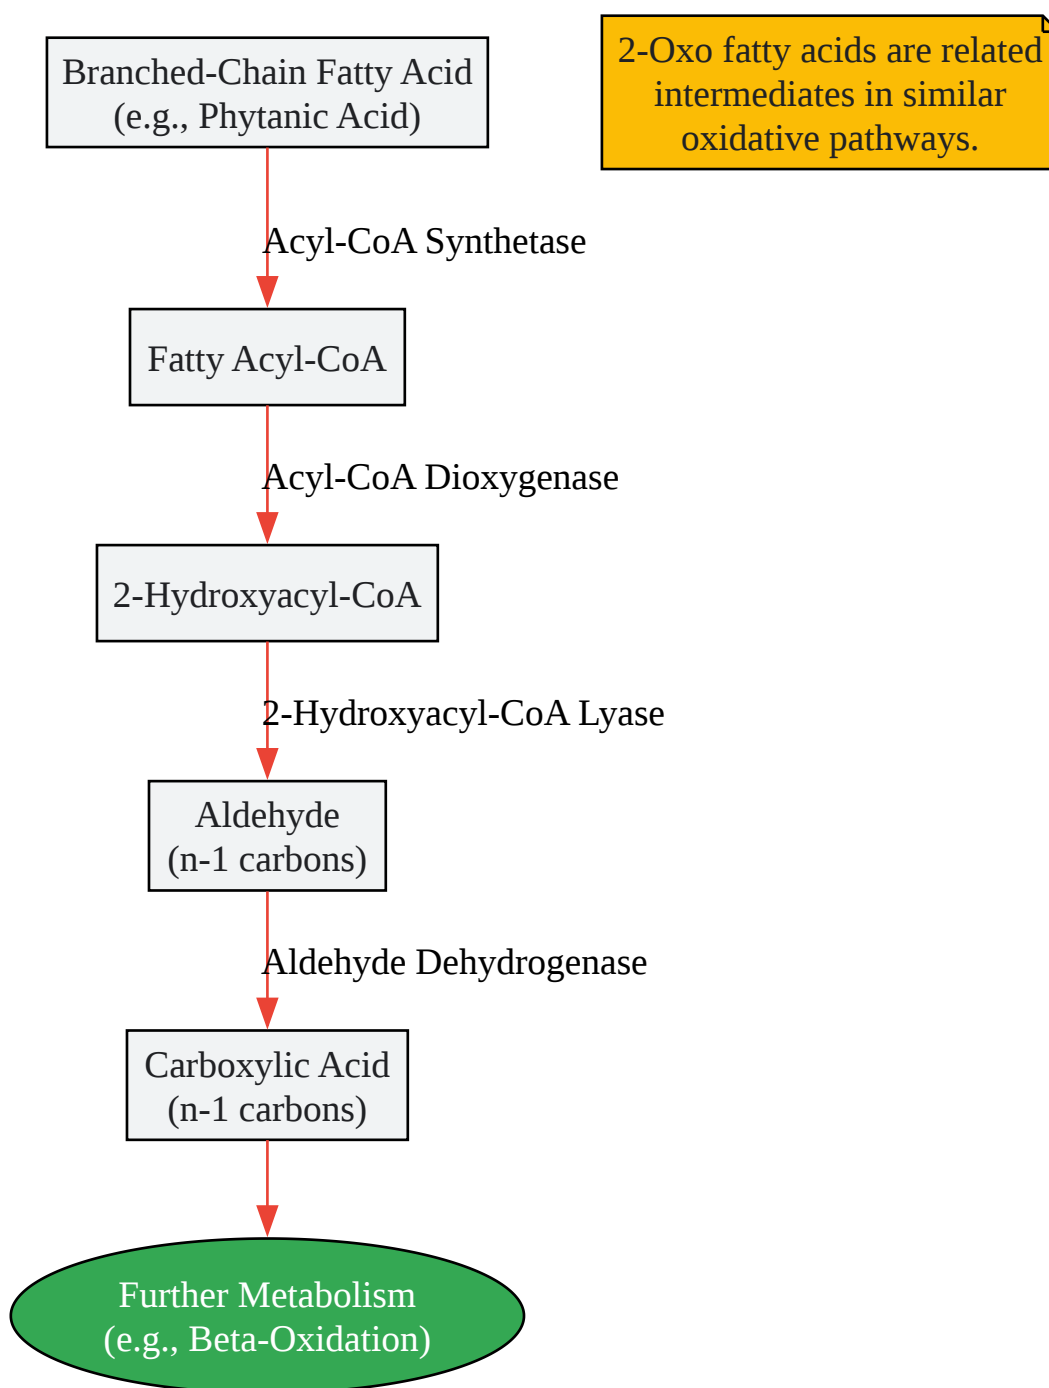 Branched-Chain Fatty Acid
(e.g., Phytanic Acid)
2-Oxo fatty acids are related
intermediates in similar
oxidative pathways.
Acyl-CoA Synthetase
Fatty Acyl-CoA
Acyl-CoA Dioxygenase
2-Hydroxyacyl-CoA
2-Hydroxyacyl-CoA Lyase
Aldehyde
(n-1 carbons)
Aldehyde Dehydrogenase
Carboxylic Acid
(n-1 carbons)
Further Metabolism
(e.g., Beta-Oxidation)